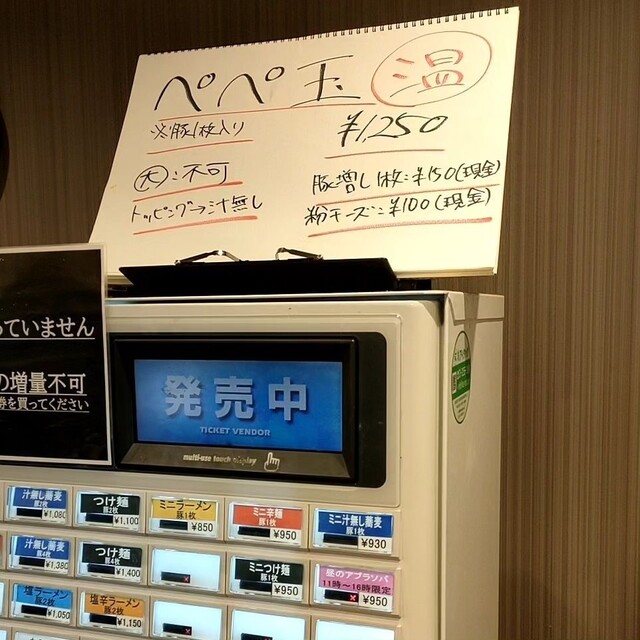 ペペ玉 温
※豚1枚入り
¥1,250
大:不可
トッピング→汁無し
豚増し1枚:¥150(現金)
粉チーズ:¥100(現金)
っていません
の増量不可
券を買ってください
発売中
TICKET VENDOR
multi-use touch display
汁無し蕎麦 豚2枚 ¥1,080
つけ麺 豚2枚 ¥1,100
ミニラーメン 豚1枚 ¥850
ミニ辛麺 豚1枚 ¥950
ミニ汁無し蕎麦 豚1枚 ¥930
汁無し蕎麦 豚4枚 ¥1,380
つけ麺 豚4枚 ¥1,400
ミニつけ麺 豚1枚 ¥950
昼のアブラソバ 11時～16時限定 ¥950
塩ラーメン 豚2枚 ¥1,050
塩辛ラーメン 豚2枚 ¥1,150